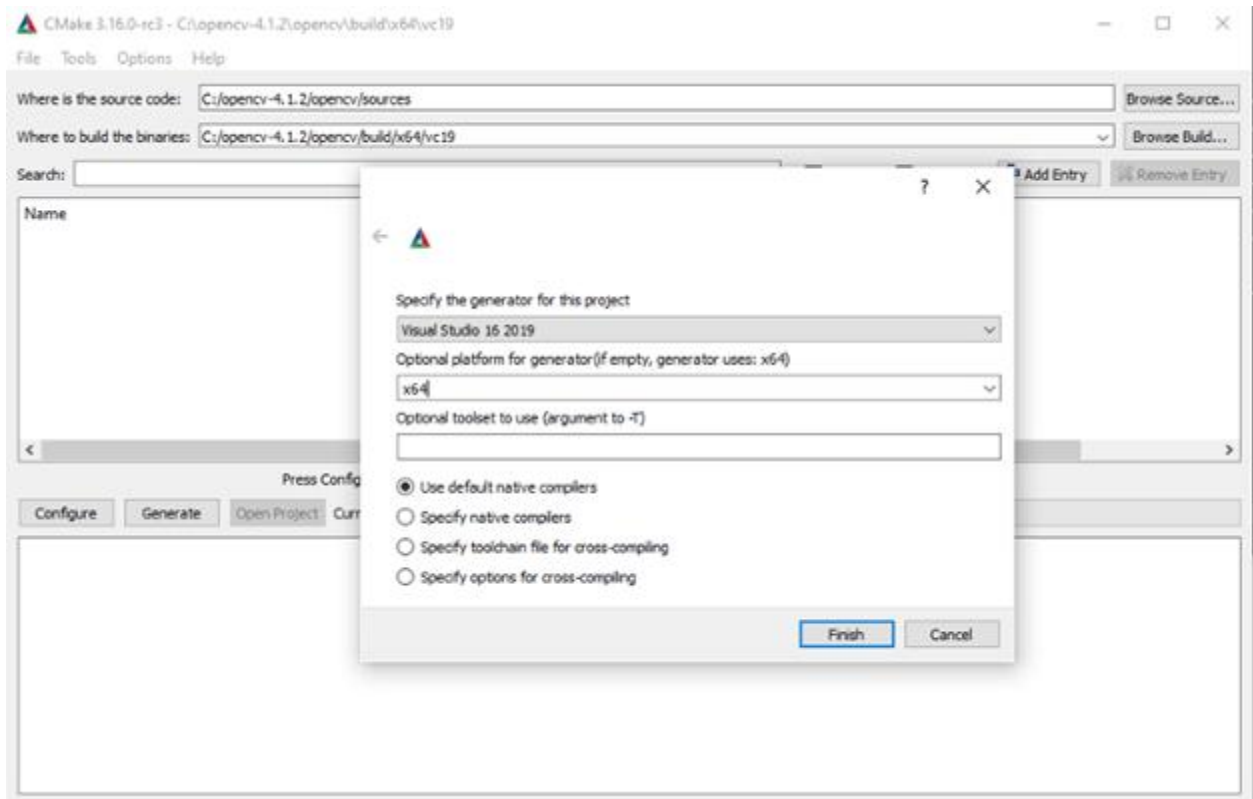 CMake 3.16.0-rc3 - C:\opencv-4.1.2\opencv\build\x64\vc19
File Tools Options Help
Where is the source code: C:/opencv-4.1.2/opencv/sources Browse Source...
Where to build the binaries: C:/opencv-4.1.2/opencv/build/x64/vc19 Browse Build...
Search: Add Entry Remove Entry
Name
?
Specify the generator for this project
Visual Studio 16 2019
Optional platform for generator(if empty, generator uses: x64)
x64
Optional toolset to use (argument to -T)
Press Config
Use default native compilers
Configure Generate Open Project Curr
Specify native compilers
Specify toolchain file for cross-compiling
Specify options for cross-compiling
Finish Cancel